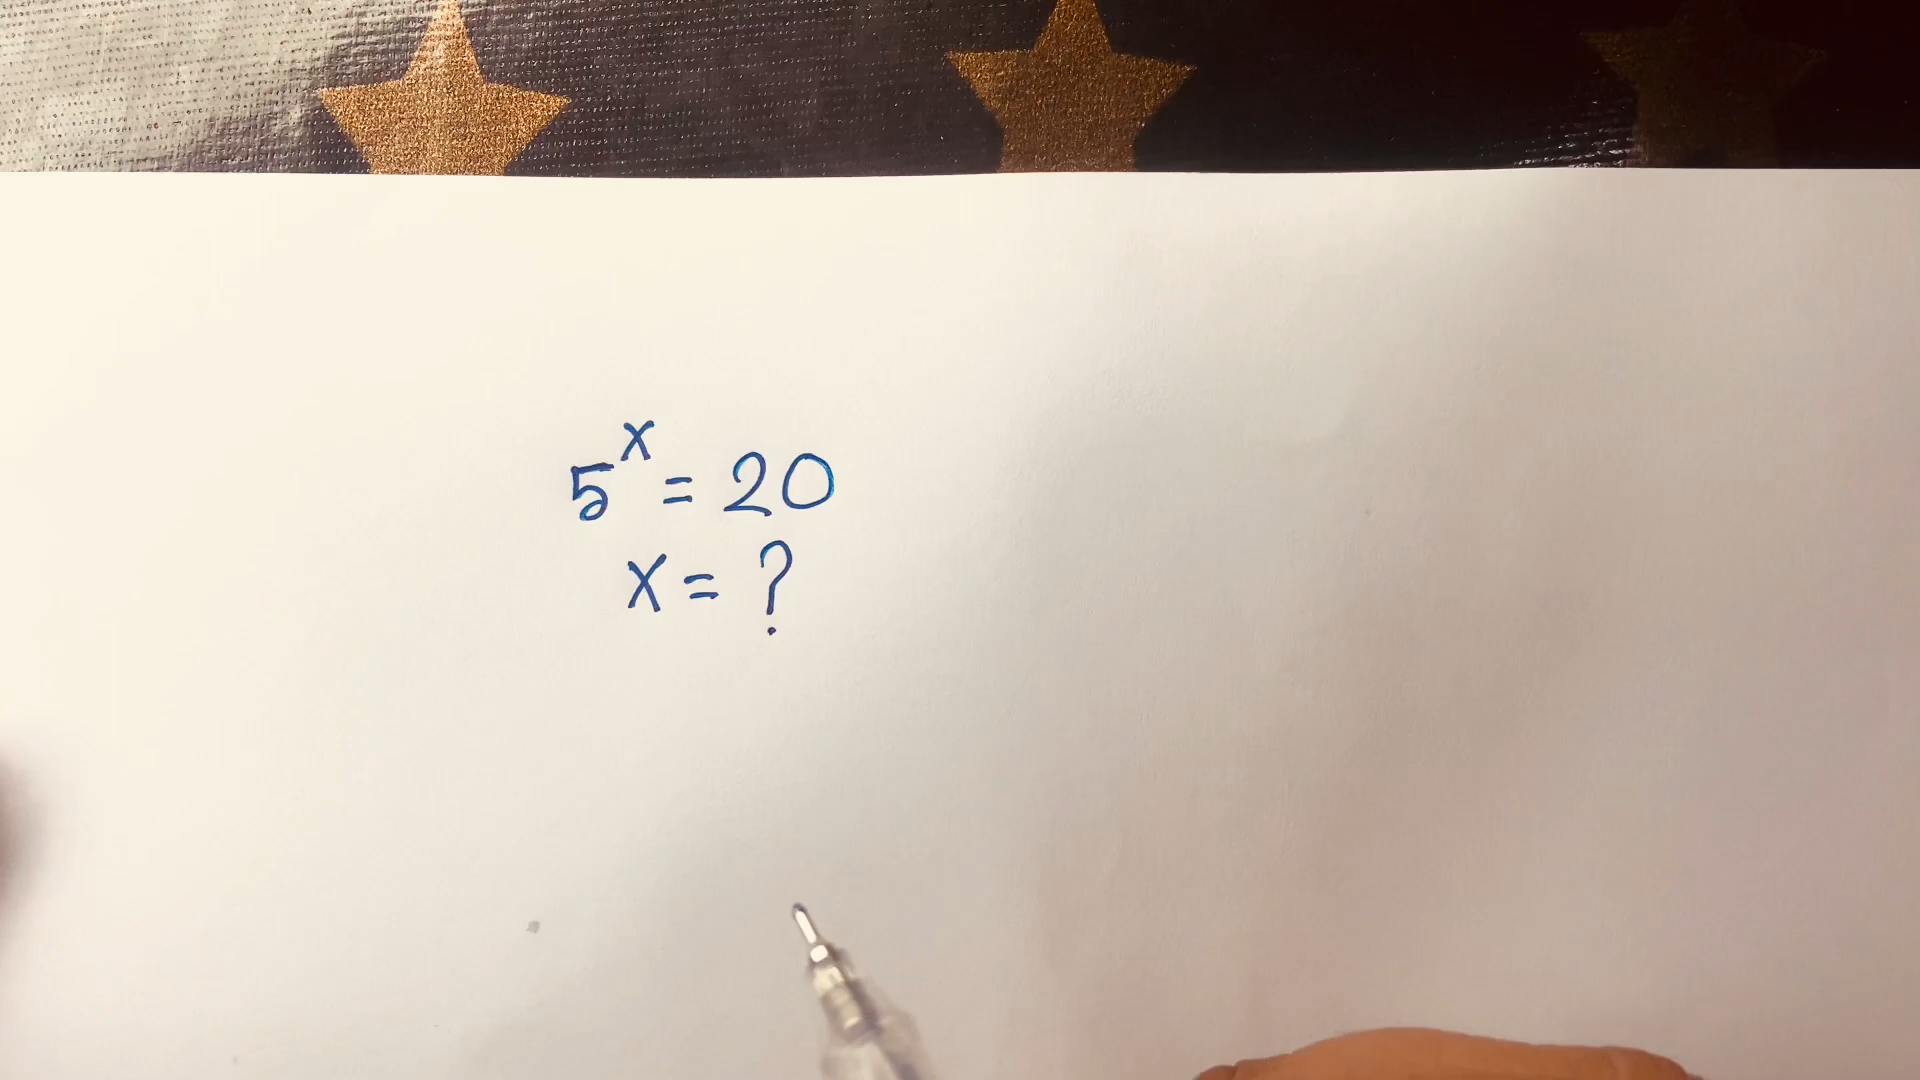 5^x = 20
x = ?